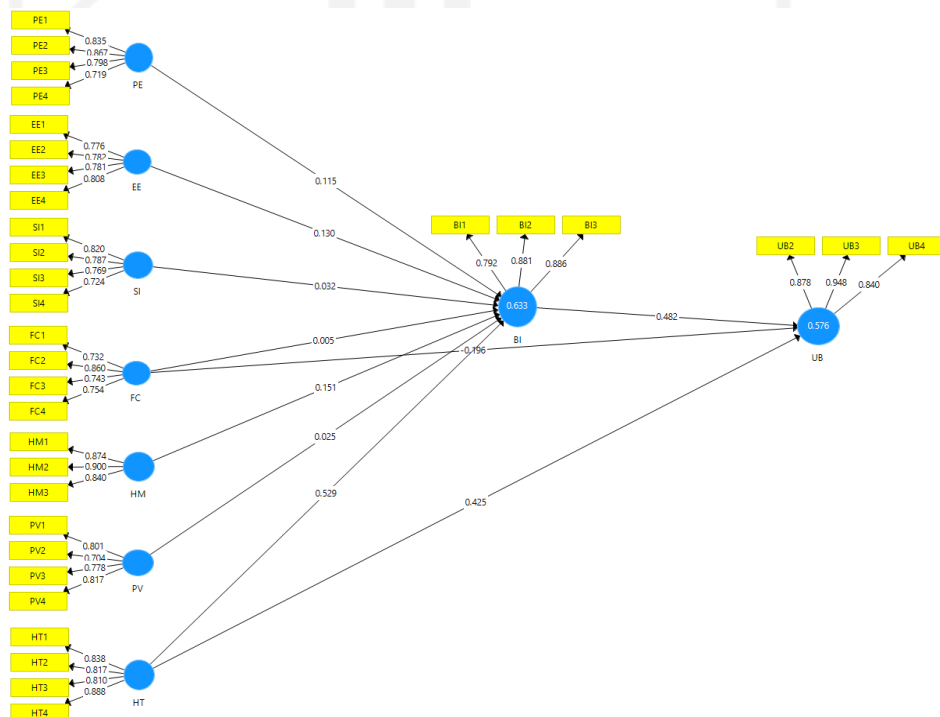 PE1
PE2
PE3
PE4
0.835
0.867
0.798
0.719
PE
EE1
EE2
EE3
EE4
0.776
0.782
0.781
0.808
EE
SI1
SI2
SI3
SI4
0.820
0.787
0.769
0.724
SI
FC1
FC2
FC3
FC4
0.732
0.860
0.743
0.754
FC
HM1
HM2
HM3
0.874
0.900
0.840
HM
PV1
PV2
PV3
PV4
0.801
0.704
0.778
0.817
PV
HT1
HT2
HT3
HT4
0.838
0.817
0.810
0.888
HT
0.115
0.130
0.032
0.005
-0.196
0.151
0.025
0.529
0.425
BI1
BI2
BI3
0.792
0.881
0.886
0.633
BI
0.482
UB2
UB3
UB4
0.878
0.948
0.840
0.576
UB